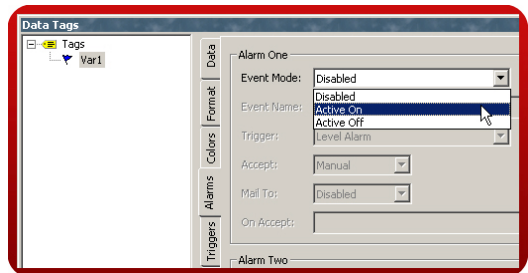 Data Tags
Tags
Var1
Data
Format
Colors
Alarms
Triggers
Alarm One
Event Mode: Disabled
Disabled
Active On
Active Off
Event Name:
Trigger: Level Alarm
Accept: Manual
Mail To: Disabled
On Accept:
Alarm Two